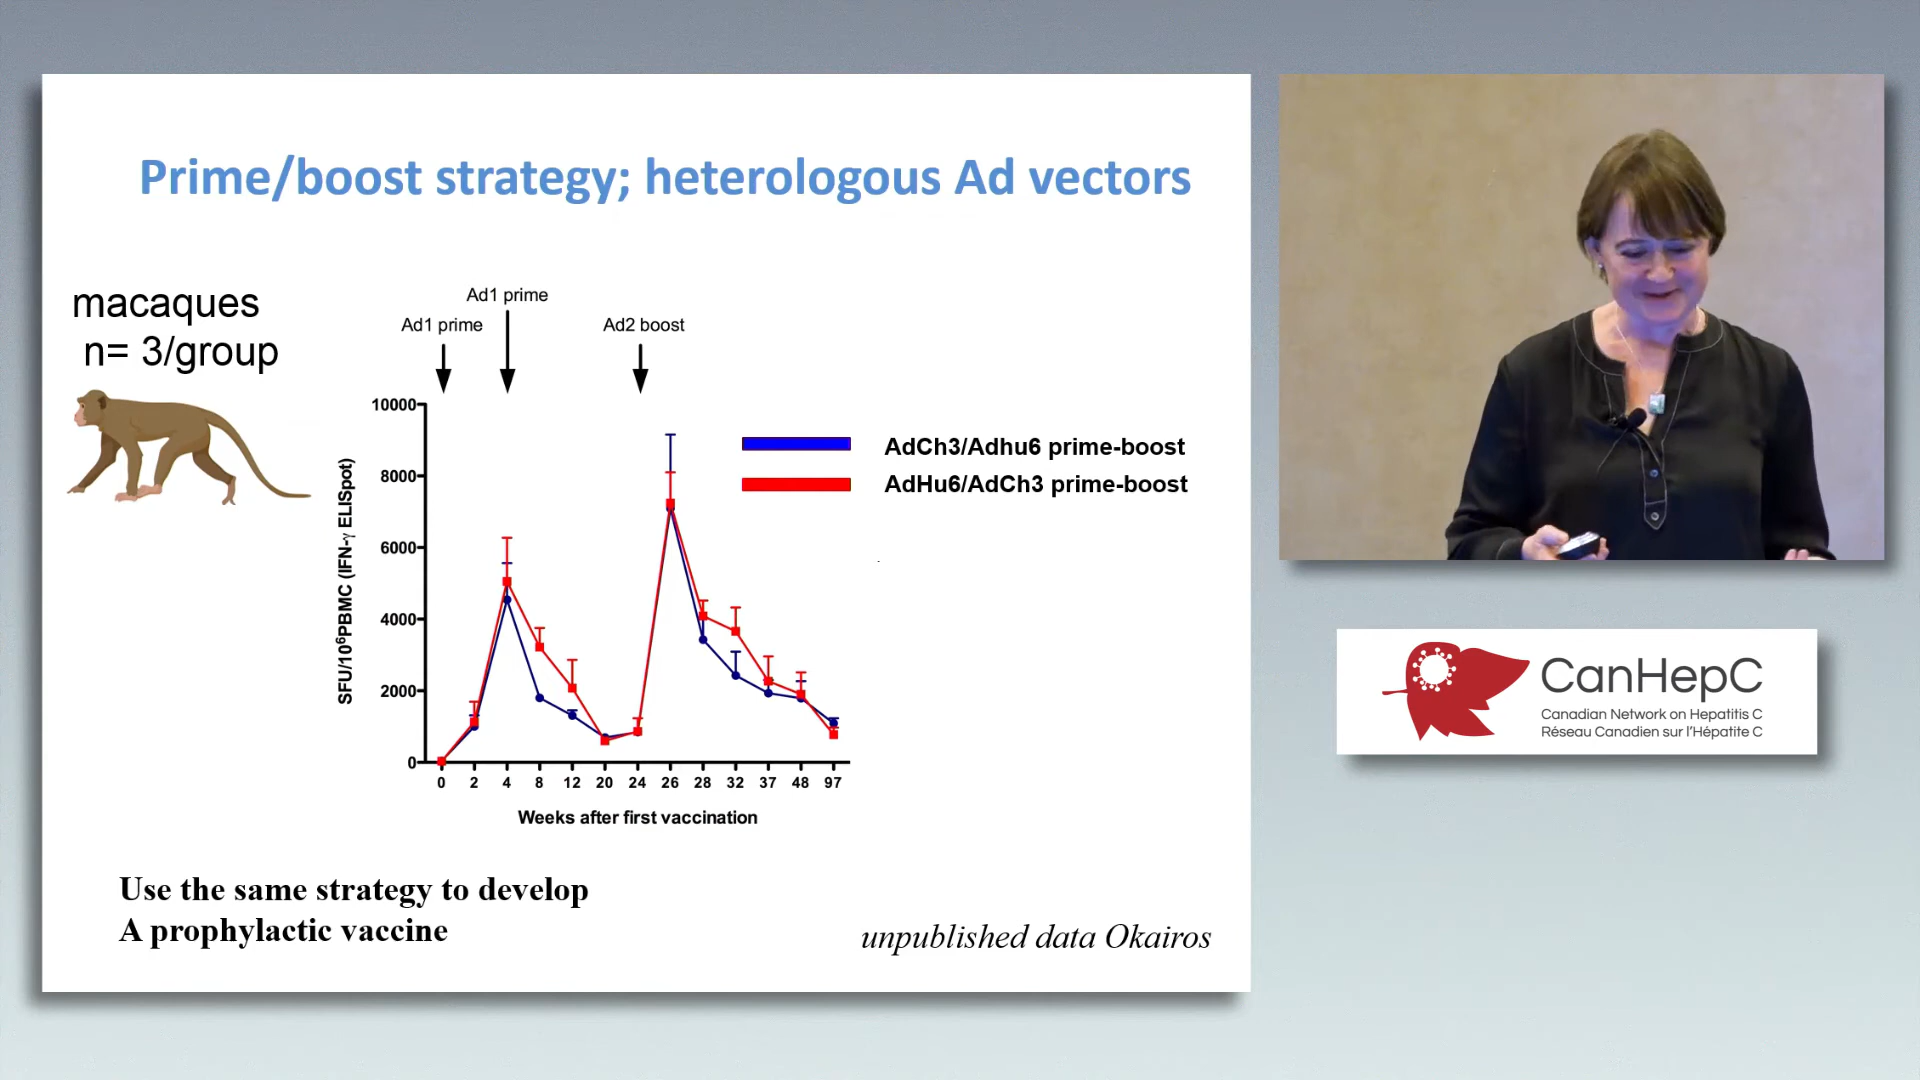 Prime/boost strategy; heterologous Ad vectors
macaques
n= 3/group
Ad1 prime
Ad1 prime
Ad2 boost
10000
8000
6000
4000
2000
0
SFU/10⁶PBMC (IFN-γ ELISpot)
AdCh3/Adhu6 prime-boost
AdHu6/AdCh3 prime-boost
0 2 4 8 12 20 24 26 28 32 37 48 97
Weeks after first vaccination
Use the same strategy to develop
A prophylactic vaccine
unpublished data Okairos
CanHepC
Canadian Network on Hepatitis C
Réseau Canadien sur l'Hépatite C